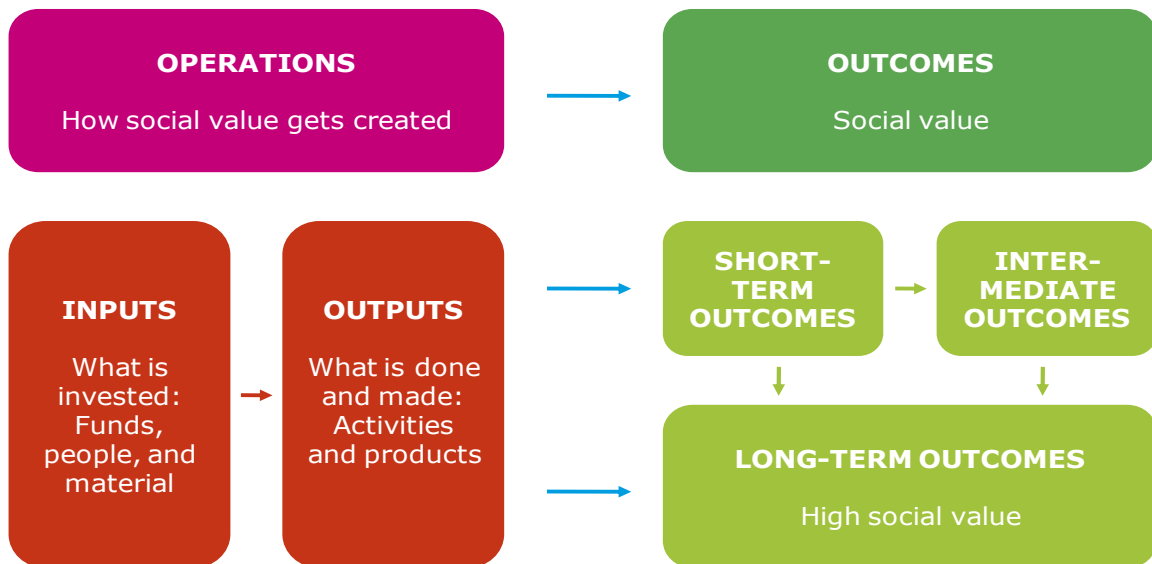 OPERATIONS
How social value gets created
OUTCOMES
Social value
INPUTS
What is
invested:
Funds,
people, and
material
OUTPUTS
What is done
and made:
Activities
and products
SHORT-
TERM
OUTCOMES
INTER-
MEDIATE
OUTCOMES
LONG-TERM OUTCOMES
High social value